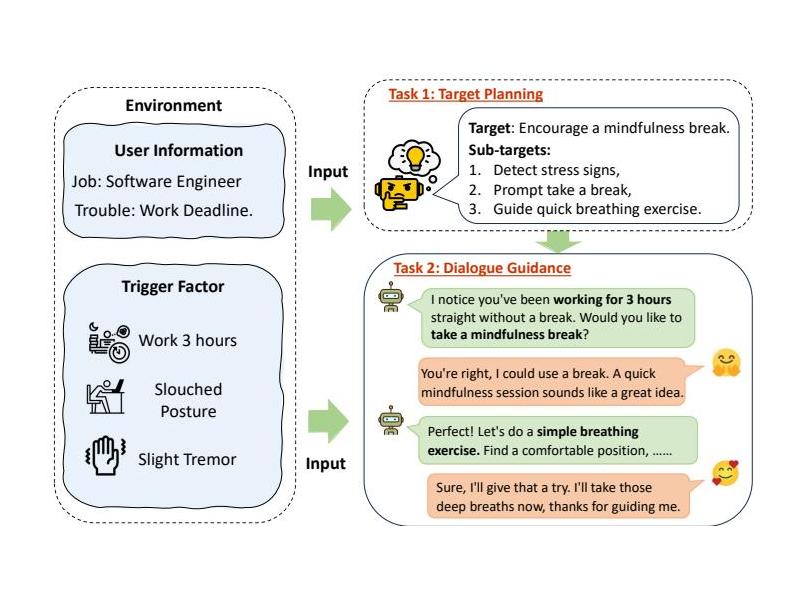 Environment
User Information
Job: Software Engineer
Trouble: Work Deadline.
Trigger Factor
Work 3 hours
Slouched
Posture
Slight Tremor
Input
Input
Task 1: Target Planning
Target: Encourage a mindfulness break.
Sub-targets:
1. Detect stress signs,
2. Prompt take a break,
3. Guide quick breathing exercise.
Task 2: Dialogue Guidance
I notice you've been working for 3 hours
straight without a break. Would you like to
take a mindfulness break?
You're right, I could use a break. A quick
mindfulness session sounds like a great idea.
Perfect! Let's do a simple breathing
exercise. Find a comfortable position, ......
Sure, I'll give that a try. I'll take those
deep breaths now, thanks for guiding me.